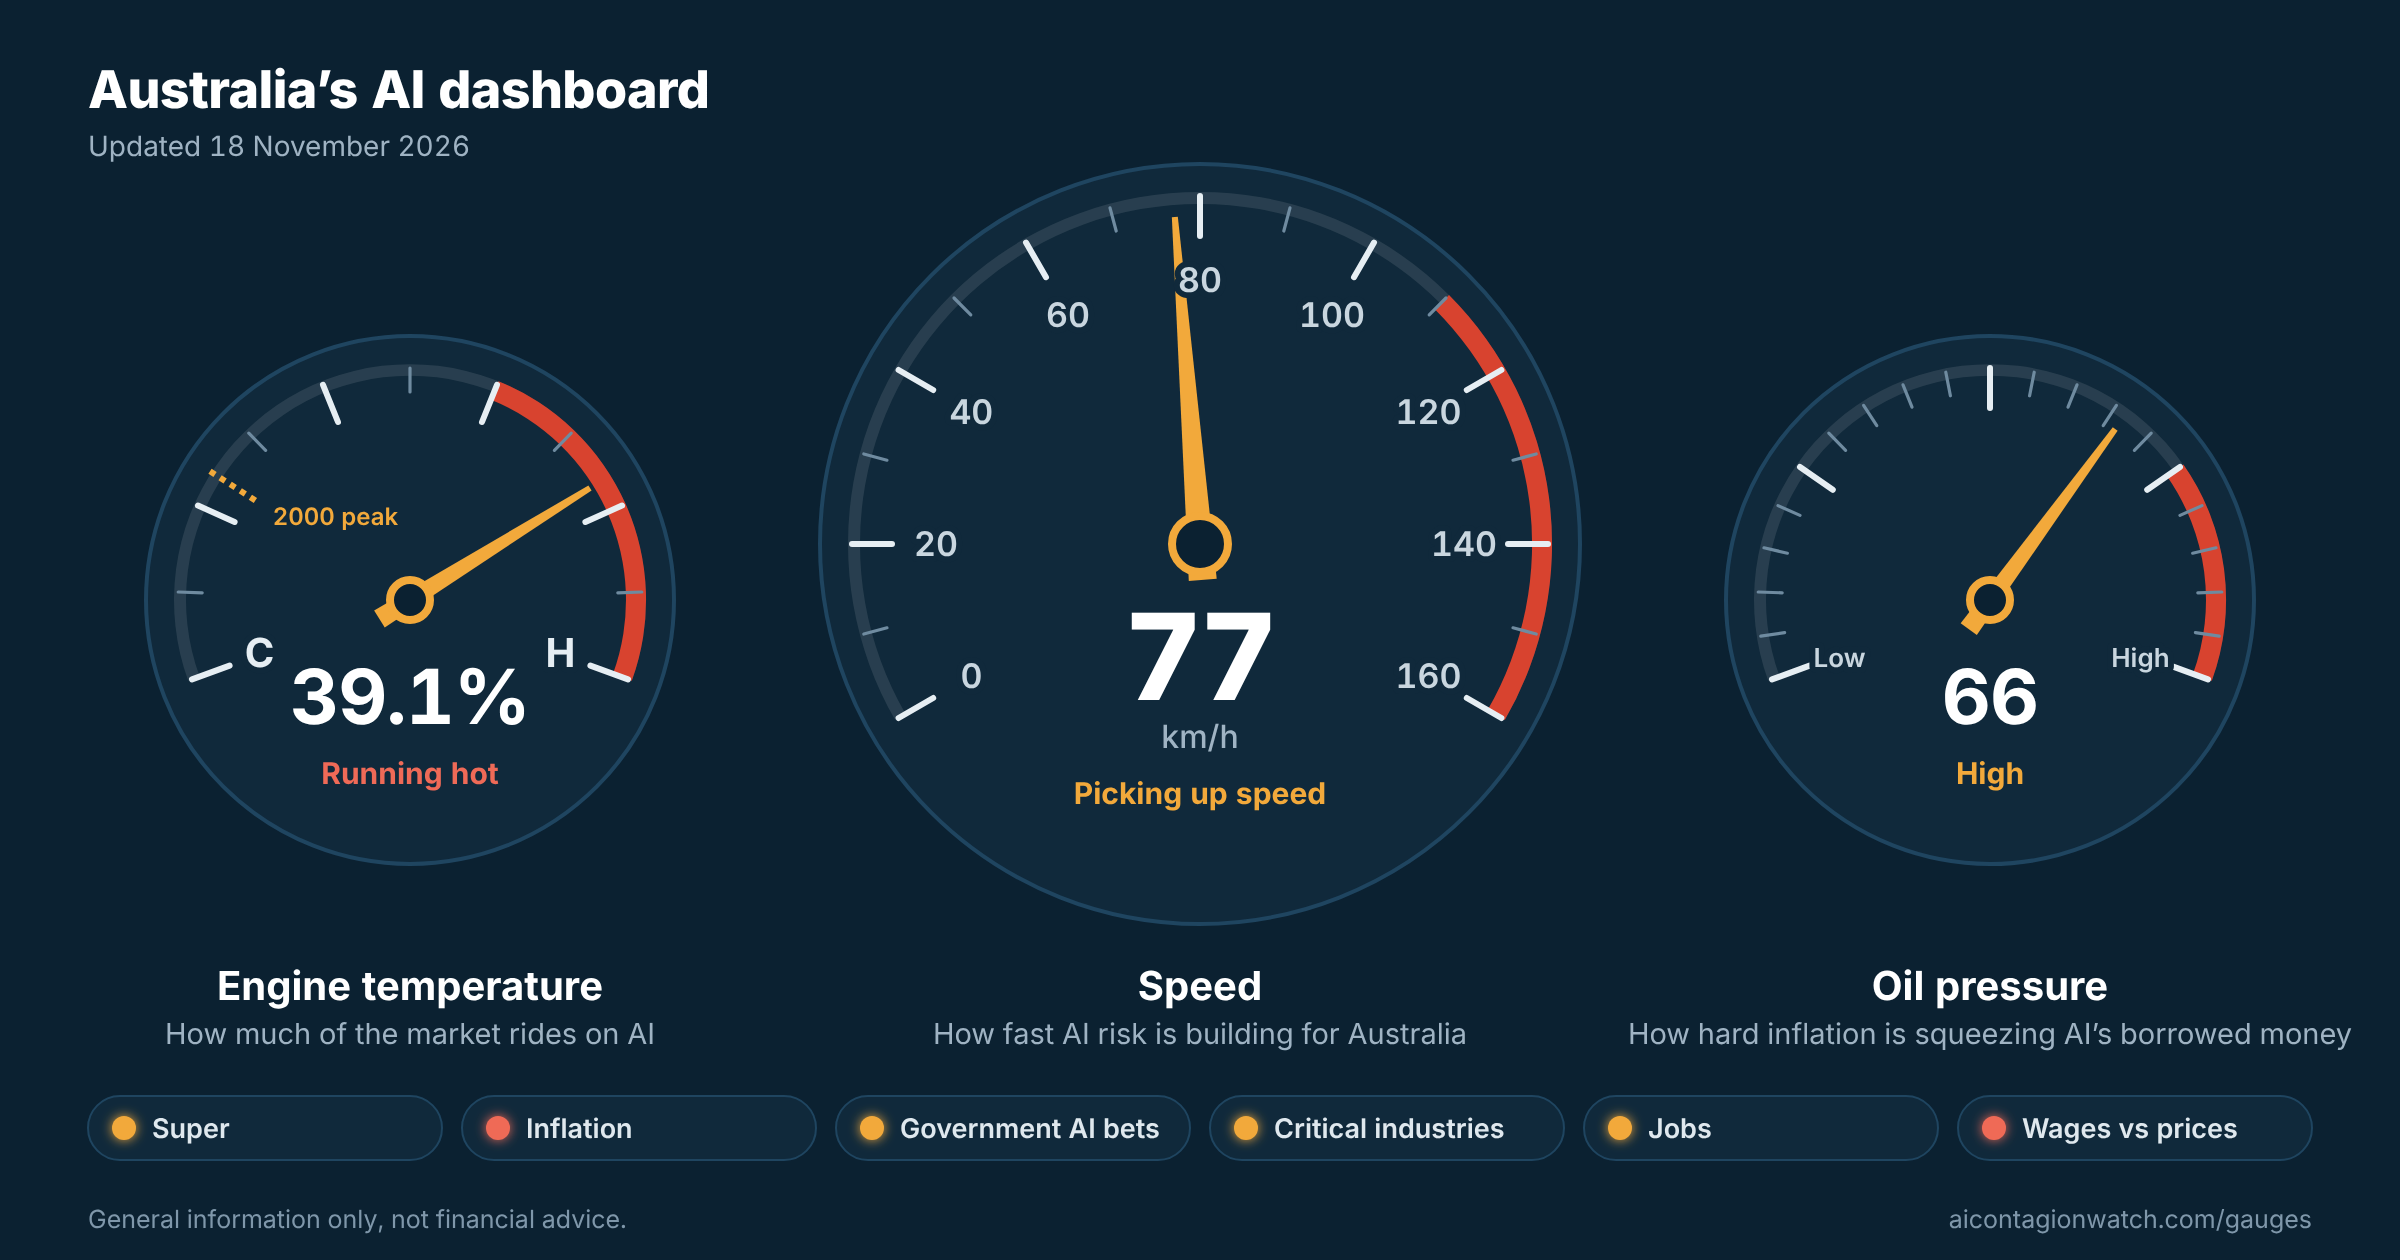 Australia’s AI dashboard
Updated 18 November 2026
2000 peak
C
H
39.1%
Running hot
0
20
40
60
80
100
120
140
160
77
km/h
Picking up speed
Low
High
66
High
Engine temperature
How much of the market rides on AI
Speed
How fast AI risk is building for Australia
Oil pressure
How hard inflation is squeezing AI’s borrowed money
Super
Inflation
Government AI bets
Critical industries
Jobs
Wages vs prices
General information only, not financial advice.
aicontagionwatch.com/gauges